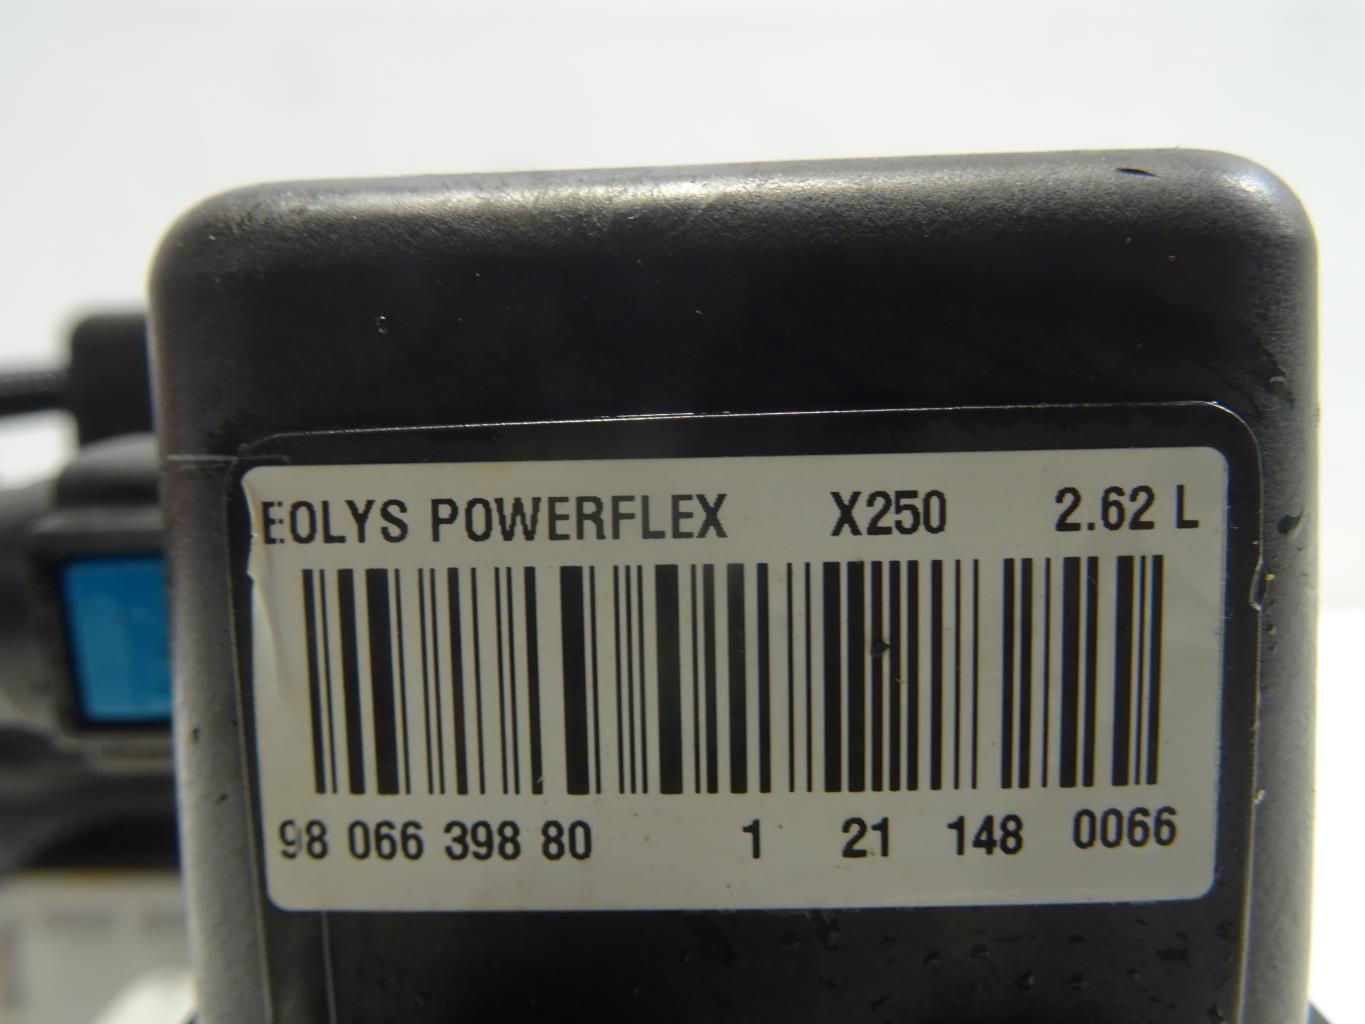 EOLYS POWERFLEX X250 2.62 L
98 066 398 80 1 21 148 0066